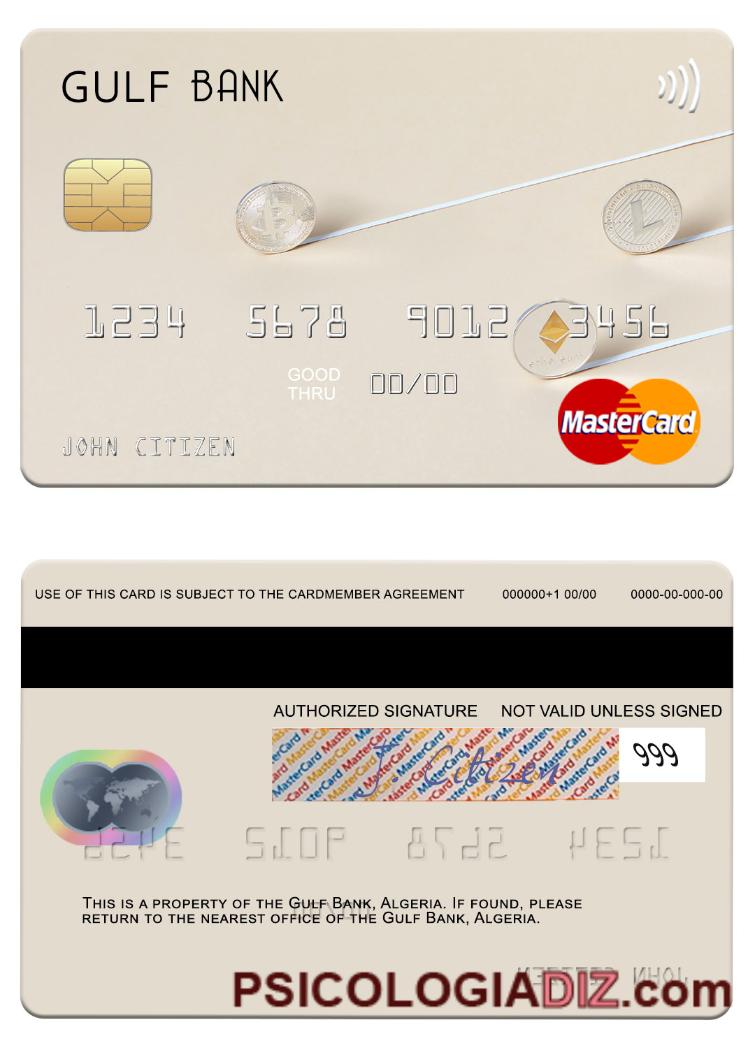 GULF BANK
1234 5678 9012 3456
GOOD
THRU 00/00
MasterCard
JOHN CITIZEN
USE OF THIS CARD IS SUBJECT TO THE CARDMEMBER AGREEMENT 000000+1 00/00 0000-00-000-00
AUTHORIZED SIGNATURE NOT VALID UNLESS SIGNED
J. Citizen 999
THIS IS A PROPERTY OF THE GULF BANK, ALGERIA. IF FOUND, PLEASE
RETURN TO THE NEAREST OFFICE OF THE GULF BANK, ALGERIA.
PSICOLOGIADIZ.com